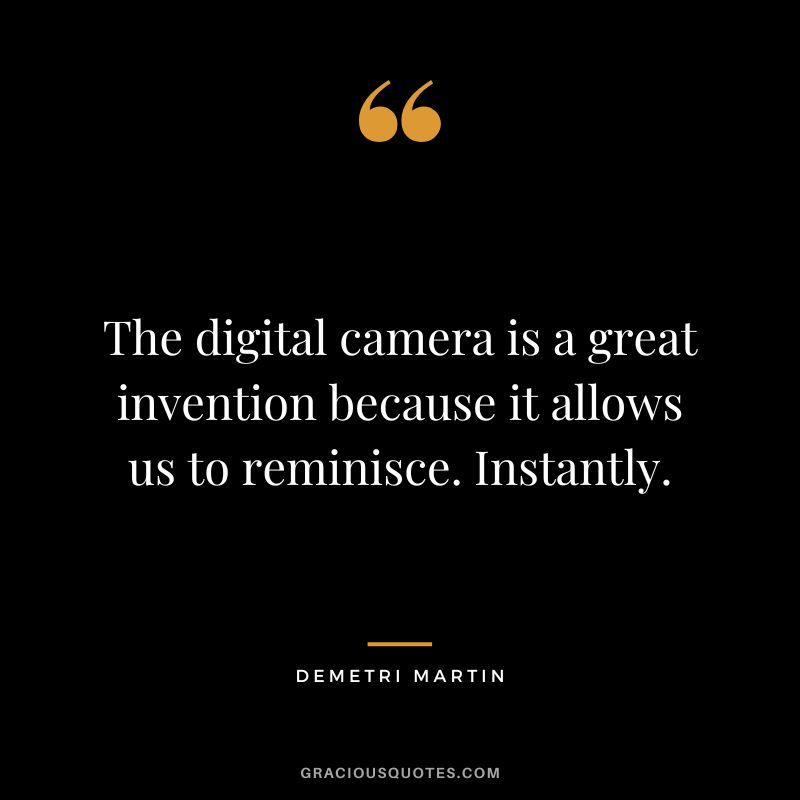 ❝
The digital camera is a great
invention because it allows
us to reminisce. Instantly.
DEMETRI MARTIN
GRACIOUSQUOTES.COM